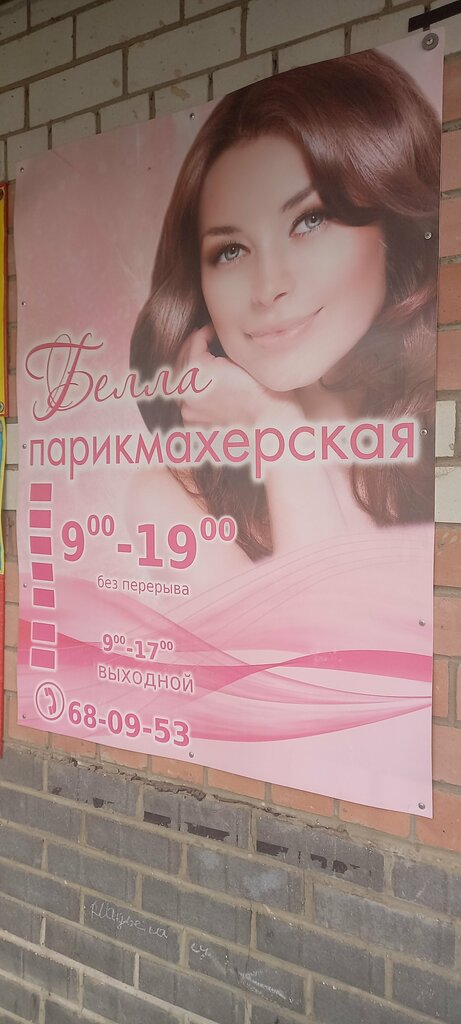 Белла
парикмахерская
9⁰⁰-19⁰⁰
без перерыва
9⁰⁰-17⁰⁰
выходной
68-09-53